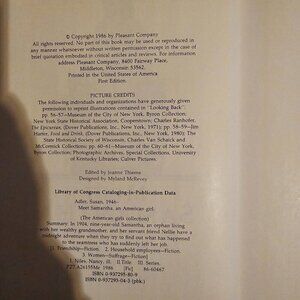 © Copyright 1986 by Pleasant Company
All rights reserved. No part of this book may be used or reproduced in
any manner whatsoever without written permission except in the case of
brief quotations embodied in critical articles and reviews. For information
address Pleasant Company, 8400 Fairway Place,
Middleton, Wisconsin 53562.
Printed in the United States of America
First Edition
PICTURE CREDITS
The following individuals and organizations have generously given
permission to reprint illustrations contained in "Looking Back":
pp. 56-57—Museum of the City of New York, Byron Collection;
New York State Historical Association, Cooperstown; Charles Ranhofer,
The Epicurean, (Dover Publications, Inc., New York, 1971); pp. 58-59—Jim
Harter, Food and Drink, (Dover Publications, Inc., New York, 1980); The
State Historical Society of Wisconsin, Charles Van Schaick and
McCormick Collections; pp. 60-61—Museum of the City of New York,
Byron Collection; Photographic Archives, Special Collections, University
of Kentucky Libraries; Culver Pictures.
Edited by Jeanne Thieme
Designed by Myland McRevey
Library of Congress Cataloging-in-Publication Data
Adler, Susan, 1946-
Meet Samantha: an American girl.
(The American girls collection)
Summary: In 1904, nine-year-old Samantha, an orphan living
with her wealthy grandmother, and her servant friend Nellie have a
midnight adventure when they try to find out what has happened
to the seamstress who has suddenly left her job.
[1. Friendship—Fiction. 2. Household employees—Fiction.
3. Women—Suffrage—Fiction]
I. Niles, Nancy, ill. II. Title III. Series.
PZ7.A26155Me 1986 [Fic] 86-60467
ISBN 0-937295-80-9
ISBN 0-937295-04-3 (pbk.)